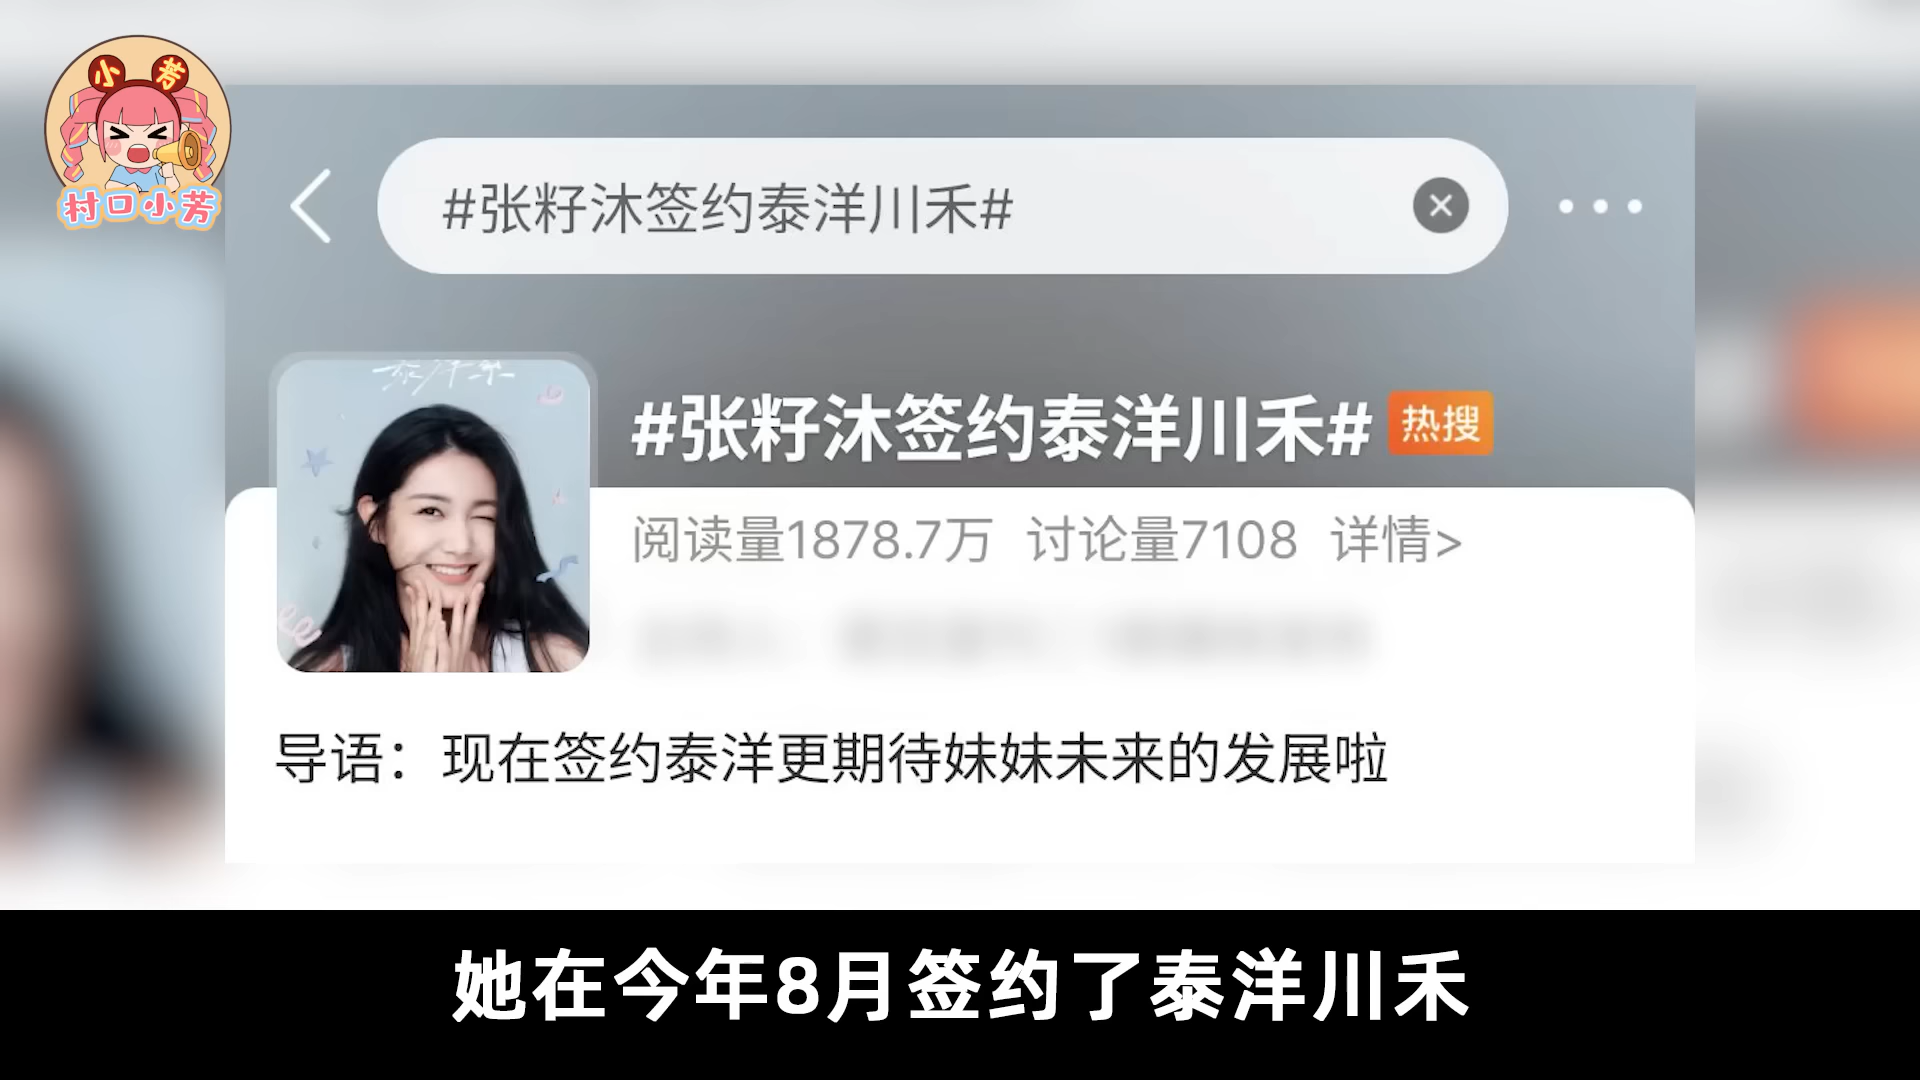 小芳
村口小芳
#张籽沐签约泰洋川禾#
#张籽沐签约泰洋川禾# 热搜
阅读量1878.7万 讨论量7108 详情>
导语：现在签约泰洋更期待妹妹未来的发展啦
她在今年8月签约了泰洋川禾